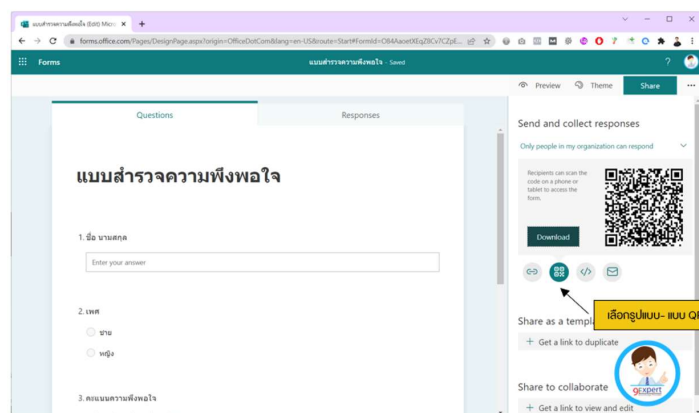 แบบสำรวจความพึงพอใจ (Edit) Micro
forms.office.com/Pages/DesignPage.aspx?origin=OfficeDotCom&lang=en-US&route=Start#FormId=
Forms
แบบสำรวจความพึงพอใจ - Saved
?
Preview
Theme
Share
Questions
Responses
แบบสำรวจความพึงพอใจ
1. ชื่อ นามสกุล
Enter your answer
2. เพศ
ชาย
หญิง
3. คะแนนความพึงพอใจ
Send and collect responses
Only people in my organization can respond
Recipients can scan the
code on a phone or
tablet to access the
form.
Download
เลือกรูปแบบ- แบบ QR
Share as a templ
+ Get a link to duplicate
Share to collaborate
+ Get a link to view and edit
9Expert